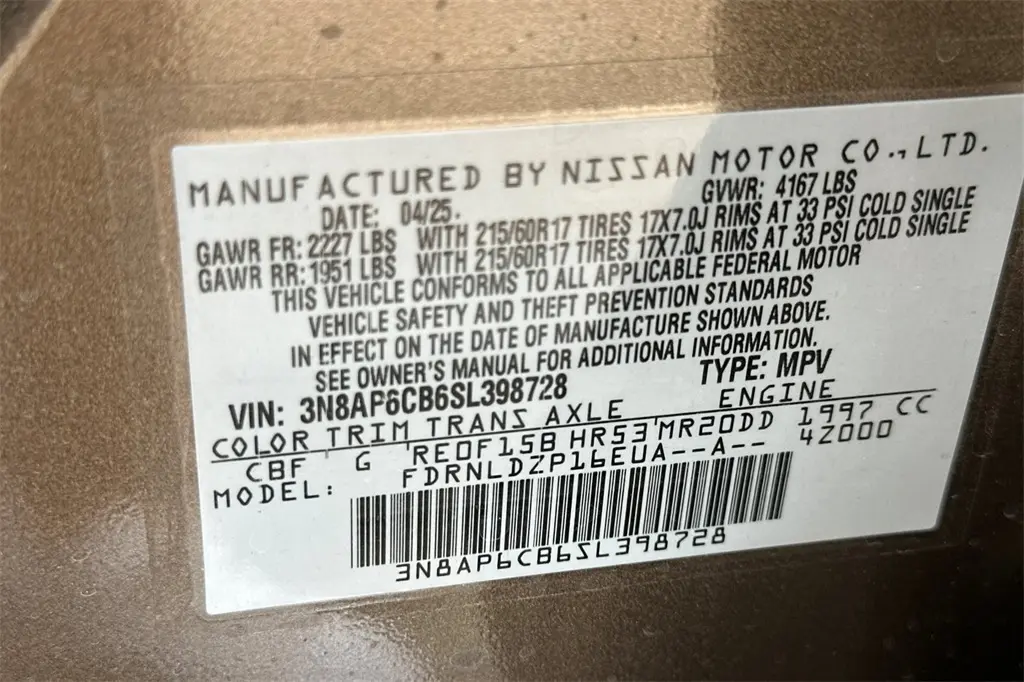 MANUFACTURED BY NISSAN MOTOR CO., LTD.
DATE: 04/25. GVWR: 4167 LBS
GAWR FR: 2227 LBS WITH 215/60R17 TIRES 17X7.0J RIMS AT 33 PSI COLD SINGLE
GAWR RR: 1951 LBS WITH 215/60R17 TIRES 17X7.0J RIMS AT 33 PSI COLD SINGLE
THIS VEHICLE CONFORMS TO ALL APPLICABLE FEDERAL MOTOR
VEHICLE SAFETY AND THEFT PREVENTION STANDARDS
IN EFFECT ON THE DATE OF MANUFACTURE SHOWN ABOVE.
SEE OWNER'S MANUAL FOR ADDITIONAL INFORMATION.
VIN: 3N8AP6CB6SL398728 TYPE: MPV
COLOR TRIM TRANS AXLE ENGINE
CBF G RE0F15B HR53 MR20DD 1997 CC
MODEL: FDRNLDZP16EUA--A-- 4Z000
3N8AP6CB6SL398728